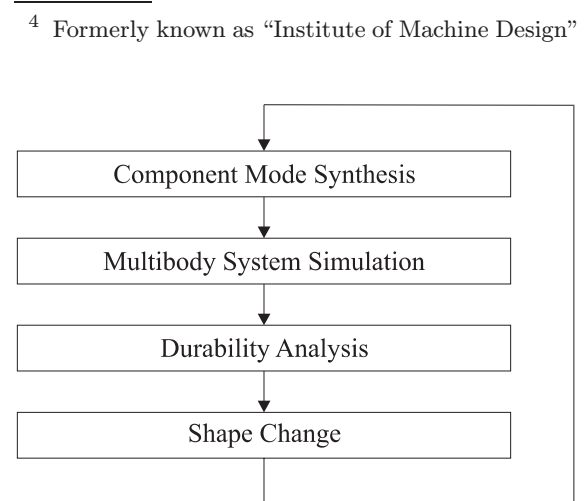 4 Formerly known as “Institute of Machine Design”
Component Mode Synthesis
Multibody System Simulation
Durability Analysis
Shape Change